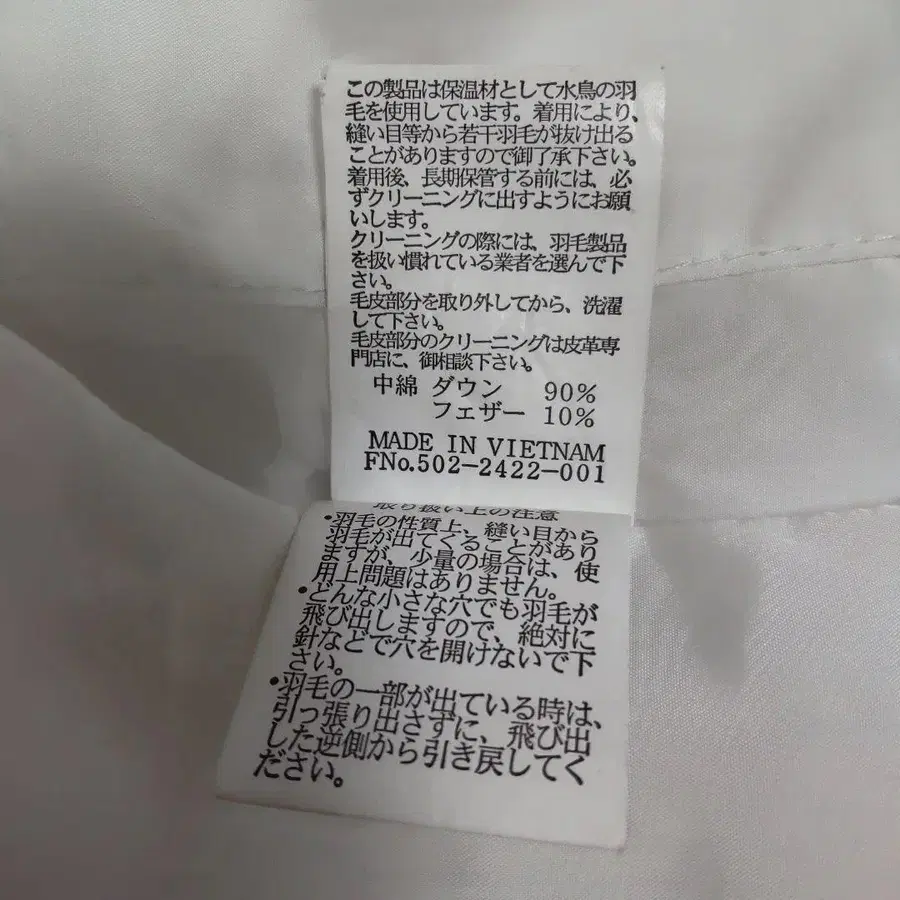 この製品は保温材として水鳥の羽
毛を使用しています。着用により、
縫い目等から若干羽毛が抜け出る
ことがありますので御了承下さい。
着用後、長期保管する前には、必
ずクリーニングに出すようにお願
いします。
クリーニングの際には、羽毛製品
を扱い慣れている業者を選んで下
さい。
毛皮部分を取り外してから、洗濯
して下さい。
毛皮部分のクリーニングは皮革専
門店に、御相談下さい。
中綿 ダウン 90%
フェザー 10%
MADE IN VIETNAM
FNo.502-2422-001
取り扱い上の注意
•羽毛の性質上、縫い目から
羽毛が出てくることがあり
ますが、少量の場合は、使
用上問題はありません。
•どんな小さな穴でも羽毛が
飛び出しますので、絶対に
針などで穴を開けないで下
さい。
•羽毛の一部が出ている時は、
引っ張り出さずに、飛び出
した逆側から引き戻してく
ださい。